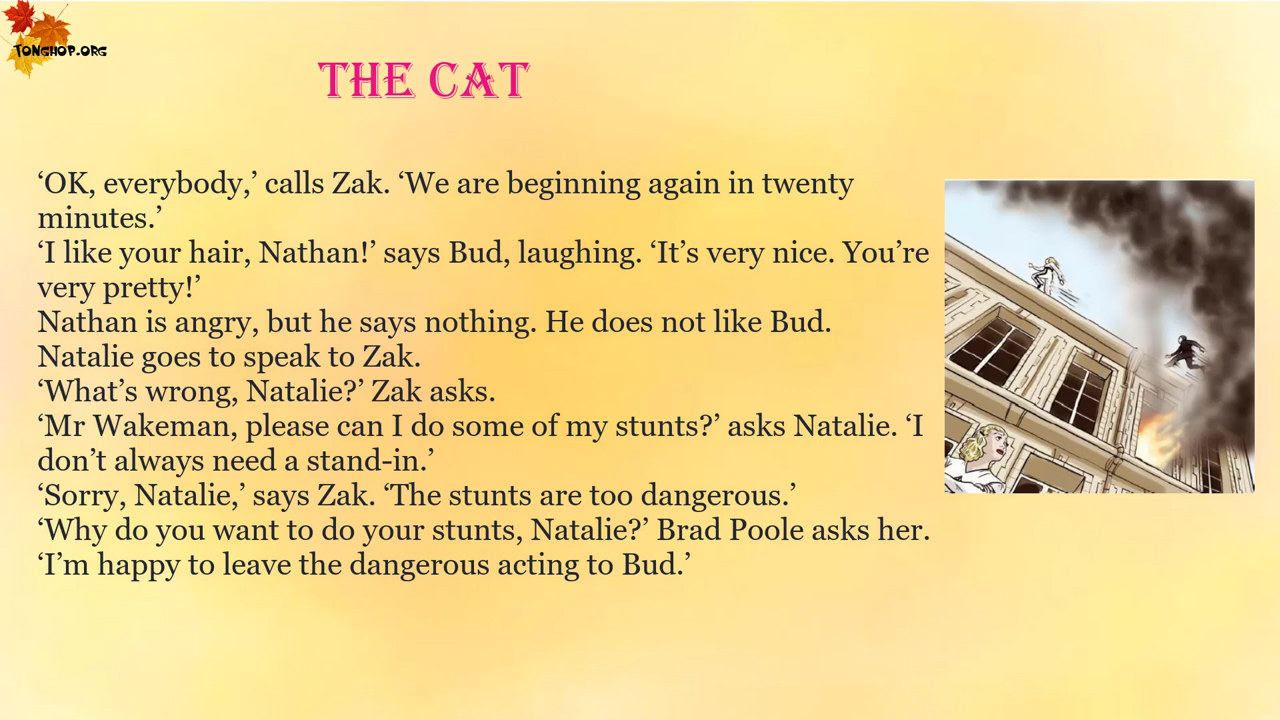 TONGHOP.ORG
THE CAT
‘OK, everybody,’ calls Zak. ‘We are beginning again in twenty
minutes.’
‘I like your hair, Nathan!’ says Bud, laughing. ‘It’s very nice. You’re
very pretty!’
Nathan is angry, but he says nothing. He does not like Bud.
Natalie goes to speak to Zak.
‘What’s wrong, Natalie?’ Zak asks.
‘Mr Wakeman, please can I do some of my stunts?’ asks Natalie. ‘I
don’t always need a stand-in.’
‘Sorry, Natalie,’ says Zak. ‘The stunts are too dangerous.’
‘Why do you want to do your stunts, Natalie?’ Brad Poole asks her.
‘I’m happy to leave the dangerous acting to Bud.’